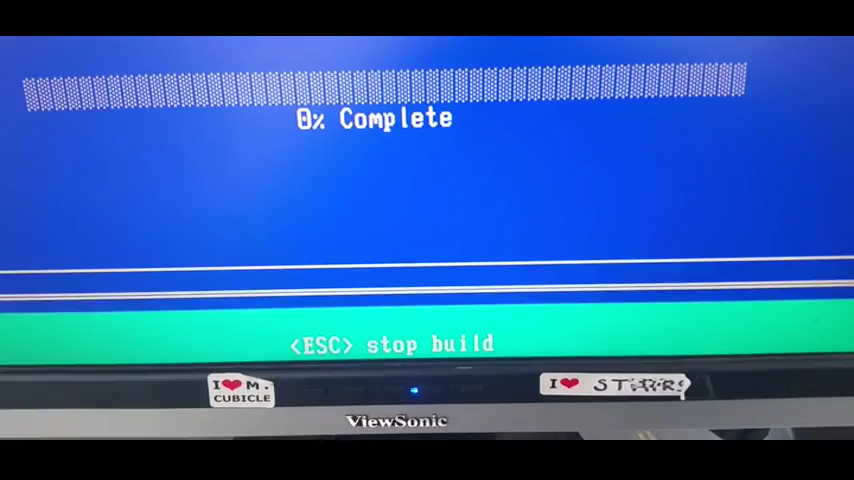 0% Complete
<ESC> stop build
I ❤ M.
CUBICLE
I ❤
ViewSonic